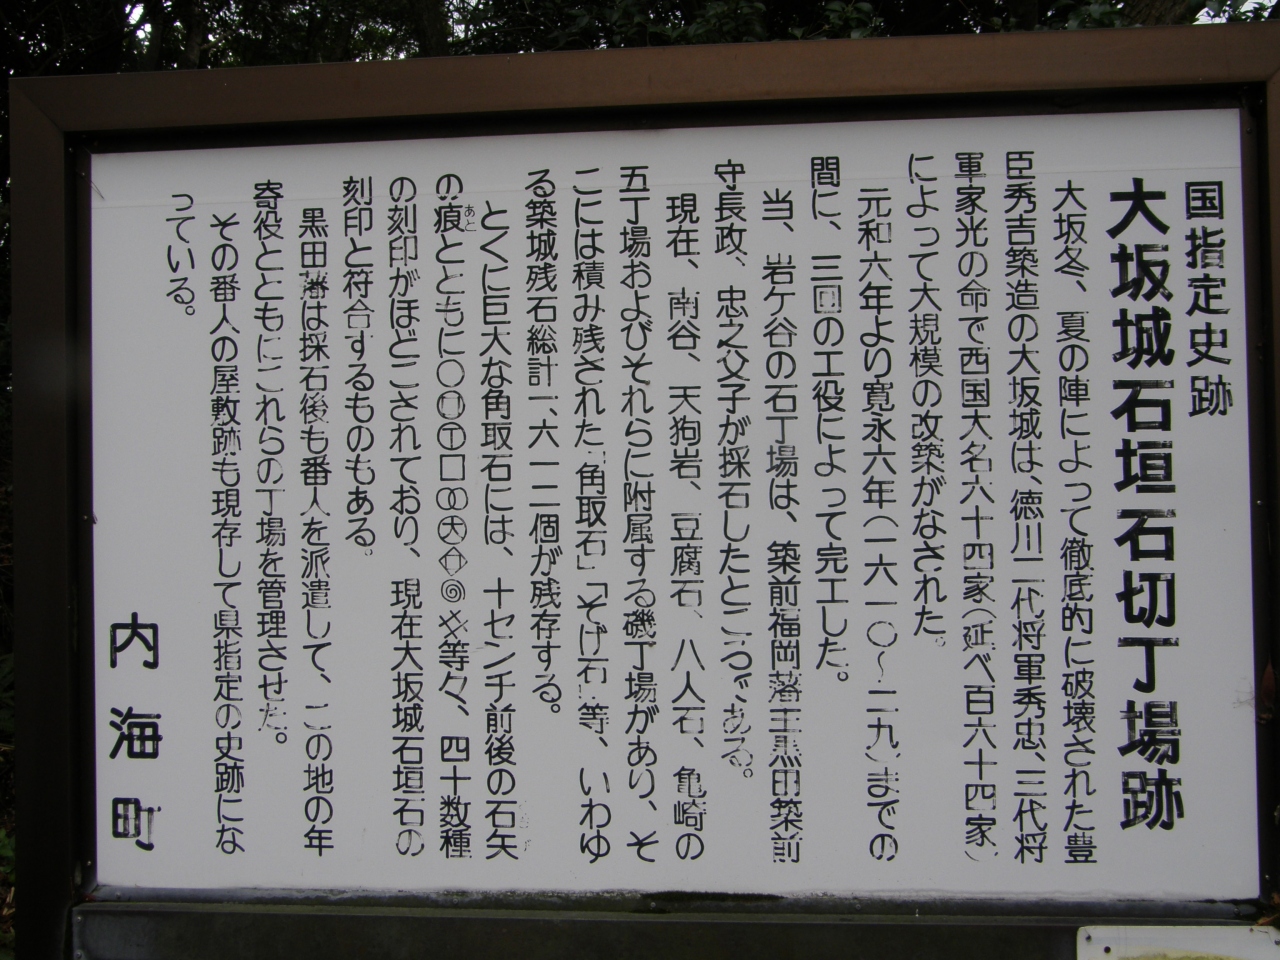 国指定史跡
大坂城石垣石切丁場跡
大坂冬、夏の陣によって徹底的に破壊された豊
臣秀吉築造の大坂城は、徳川二代将軍秀忠、三代将
軍家光の命で西国大名六十四家(延べ百六十四家)
によって大規模の改築がなされた。
元和六年より寛永六年(一六一〇〜二九)までの
間に、三回の工役によって完工した。
当、岩ケ谷の石丁場は、築前福岡藩主黒田築前
守長政、忠之父子が採石したところである。
現在、南谷、天狗岩、豆腐石、八人石、亀崎の
五丁場およびそれらに附属する磯丁場があり、そ
こには積み残された「角取石」「そげ石」等、いわゆ
る築城残石総計一、六一二個が残存する。
とくに巨大な角取石には、十センチ前後の石矢
の痕あととともに〇等々、四十数種
の刻印がほどこされており、現在大坂城石垣石の
刻印と符合するものもある。
黒田藩は採石後も番人を派遣して、この地の年
寄役とともにこれらの丁場を管理させた。
その番人の屋敷跡も現存して県指定の史跡にな
っている。
内海町